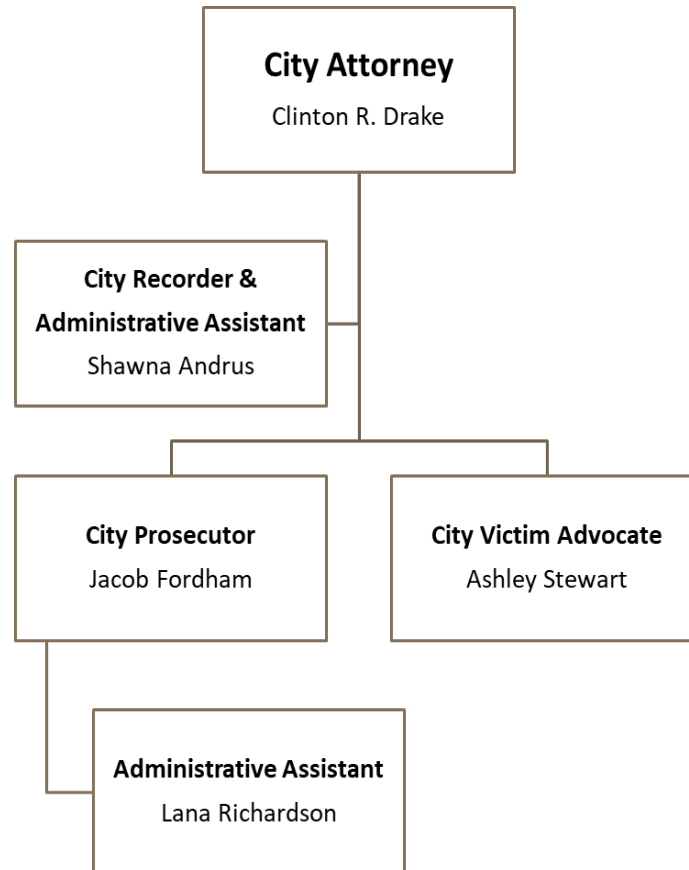 City Attorney
Clinton R. Drake
City Recorder &
Administrative Assistant
Shawna Andrus
City Prosecutor
Jacob Fordham
City Victim Advocate
Ashley Stewart
Administrative Assistant
Lana Richardson